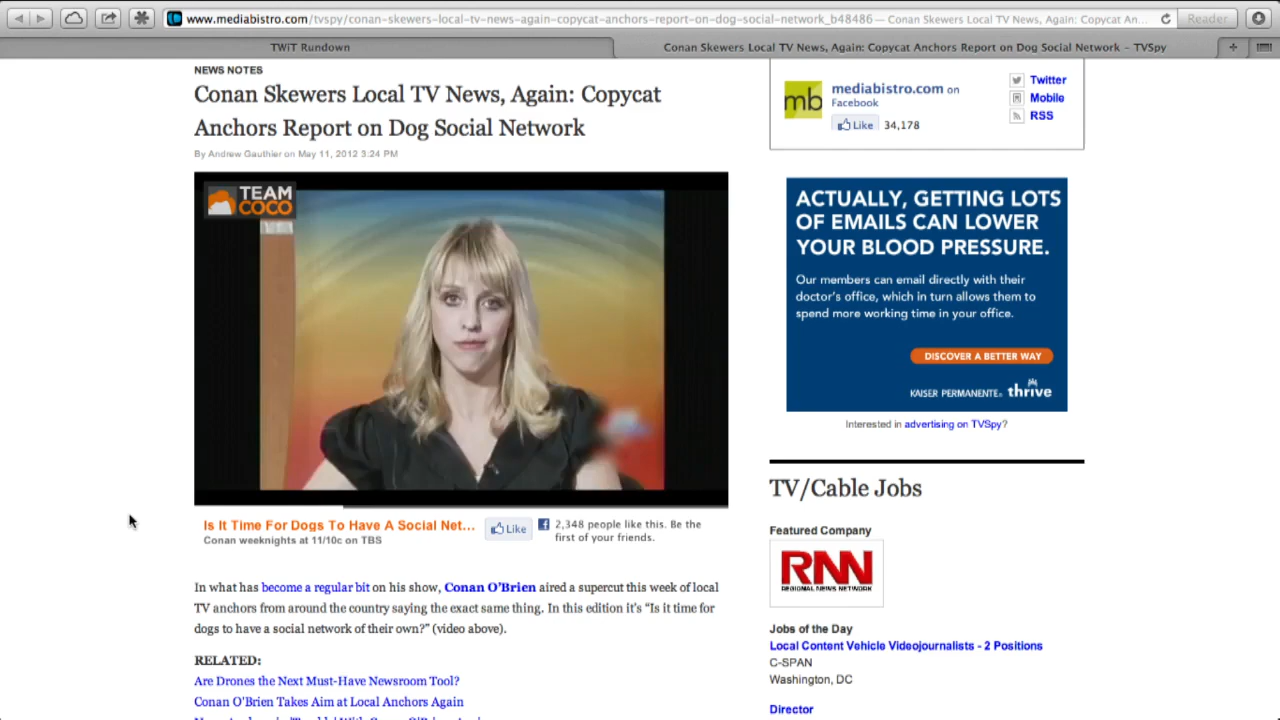 www.mediabistro.com/tvspy/conan-skewers-local-tv-news-again-copycat-anchors-report-on-dog-social-network_b48486 — Conan Skewers Local TV News, Again: Copycat An...
Reader
TWiT Rundown
Conan Skewers Local TV News, Again: Copycat Anchors Report on Dog Social Network – TVSpy
NEWS NOTES
Conan Skewers Local TV News, Again: Copycat
Anchors Report on Dog Social Network
By Andrew Gauthier on May 11, 2012 3:24 PM
TEAM
COCO
Is It Time For Dogs To Have A Social Net...
Conan weeknights at 11/10c on TBS
Like
2,348 people like this. Be the
first of your friends.
In what has become a regular bit on his show, Conan O'Brien aired a supercut this week of local
TV anchors from around the country saying the exact same thing. In this edition it's “Is it time for
dogs to have a social network of their own?” (video above).
RELATED:
Are Drones the Next Must-Have Newsroom Tool?
Conan O'Brien Takes Aim at Local Anchors Again
mb
mediabistro.com on
Facebook
Like 34,178
Twitter
Mobile
RSS
ACTUALLY, GETTING LOTS
OF EMAILS CAN LOWER
YOUR BLOOD PRESSURE.
Our members can email directly with their
doctor's office, which in turn allows them to
spend more working time in your office.
DISCOVER A BETTER WAY
KAISER PERMANENTE® thrive
Interested in advertising on TVSpy?
TV/Cable Jobs
Featured Company
RNN
REGIONAL NEWS NETWORK
Jobs of the Day
Local Content Vehicle Videojournalists - 2 Positions
C-SPAN
Washington, DC
Director